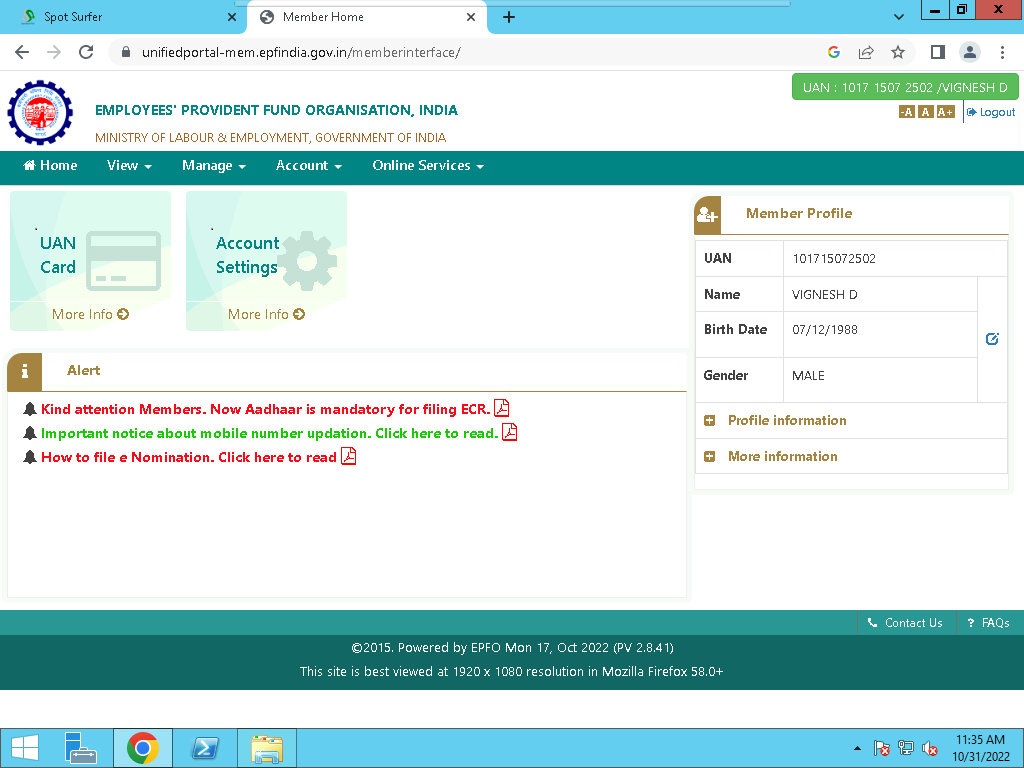 Spot Surfer
Member Home
unifiedportal-mem.epfindia.gov.in/memberinterface/
UAN : 1017 1507 2502 /VIGNESH D
EMPLOYEES' PROVIDENT FUND ORGANISATION, INDIA
-A A A+ Logout
MINISTRY OF LABOUR & EMPLOYMENT, GOVERNMENT OF INDIA
Home View Manage Account Online Services
UAN
Card
More Info
Account
Settings
More Info
Member Profile
UAN 101715072502
Name VIGNESH D
Birth Date 07/12/1988
Gender MALE
Profile information
More information
Alert
Kind attention Members. Now Aadhaar is mandatory for filing ECR.
Important notice about mobile number updation. Click here to read.
How to file e Nomination. Click here to read
Contact Us ? FAQs
©2015. Powered by EPFO Mon 17, Oct 2022 (PV 2.8.41)
This site is best viewed at 1920 x 1080 resolution in Mozilla Firefox 58.0+
11:35 AM
10/31/2022